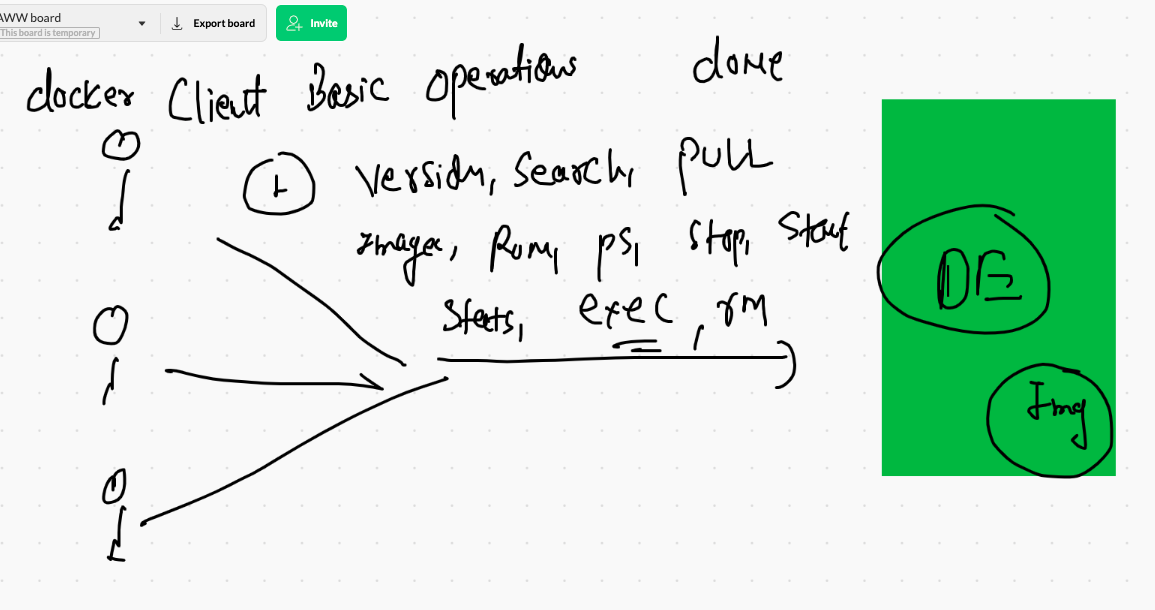 AWW board
This board is temporary
Export board
Invite
docker Client Basic Operations done
1 version, search, pull
Images, Run, ps, stop, start
stats, exec, rm
DE
Img